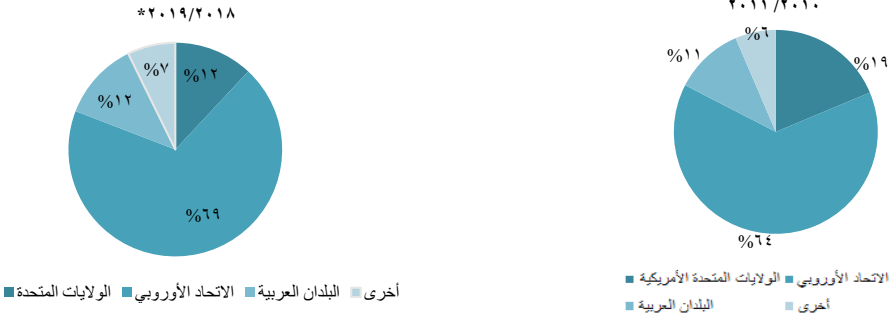 ٢٠١١ /٢٠١٠
%١٩
%٦٤
%١١
%٦
الاتحاد الأوروبي
الولايات المتحدة الأمريكية
أخرى
البلدان العربية
*٢٠١٩/٢٠١٨
%١٢
%٦٩
%١٢
%٧
أخرى
البلدان العربية
الاتحاد الأوروبي
الولايات المتحدة